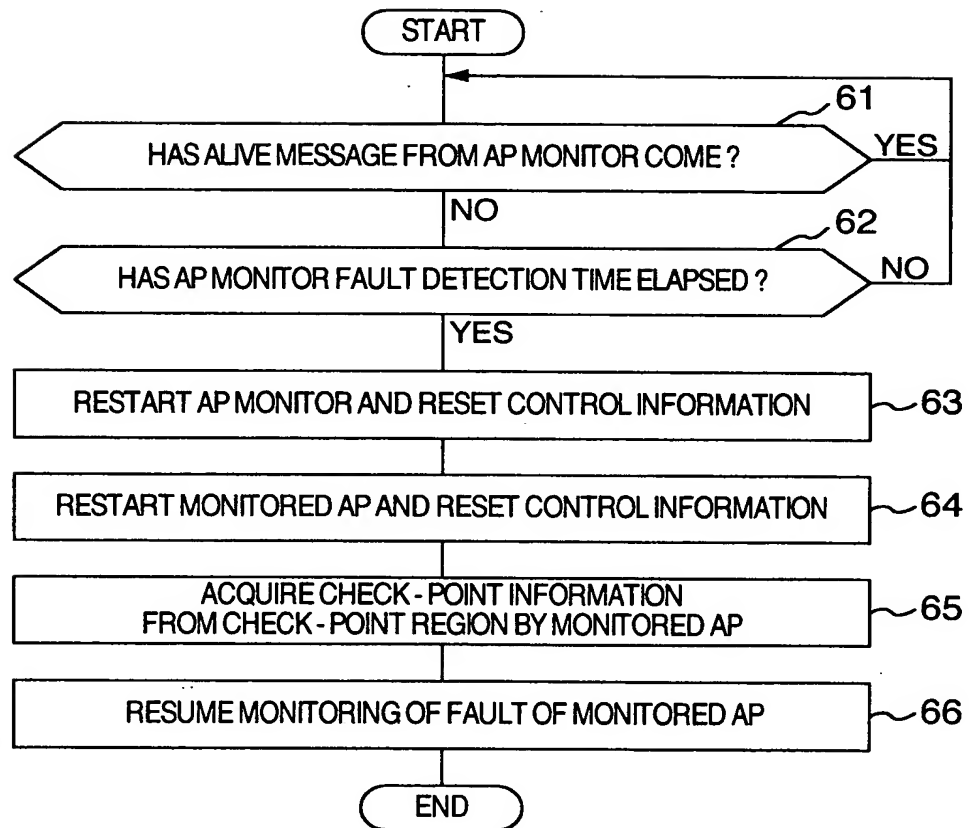 START
61
HAS ALIVE MESSAGE FROM AP MONITOR COME ?
YES
NO
62
HAS AP MONITOR FAULT DETECTION TIME ELAPSED ?
NO
YES
RESTART AP MONITOR AND RESET CONTROL INFORMATION
63
RESTART MONITORED AP AND RESET CONTROL INFORMATION
64
ACQUIRE CHECK - POINT INFORMATION
FROM CHECK - POINT REGION BY MONITORED AP
65
RESUME MONITORING OF FAULT OF MONITORED AP
66
END